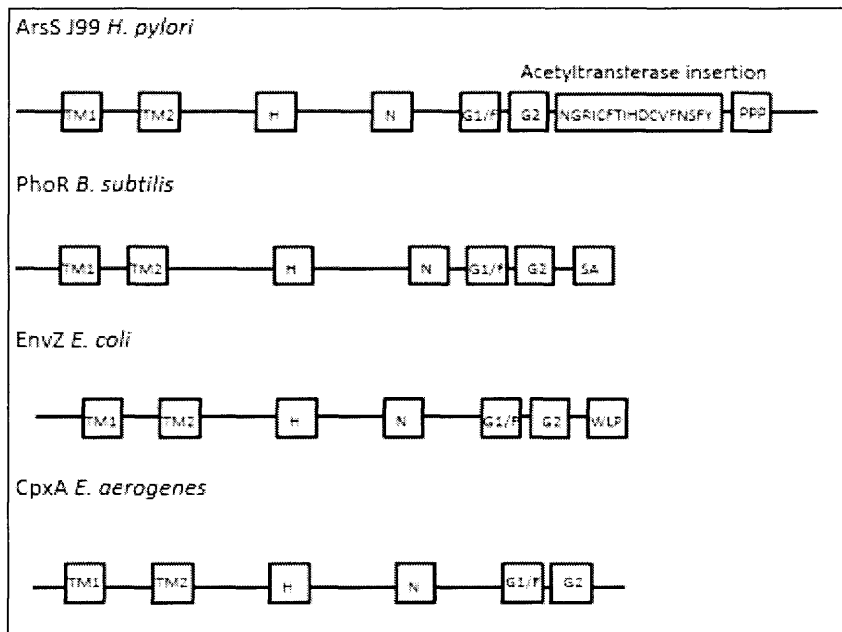 ArsS J99 H. pylori
Acetyltransferase insertion
TM1 TM2 H N G1/F G2 NGRICFTIHDCVFNSFY PPP
PhoR B. subtilis
TM1 TM2 H N G1/F G2 SA
EnvZ E. coli
TM1 TM2 H N G1/F G2 WLP
CpxA E. aerogenes
TM1 TM2 H N G1/F G2